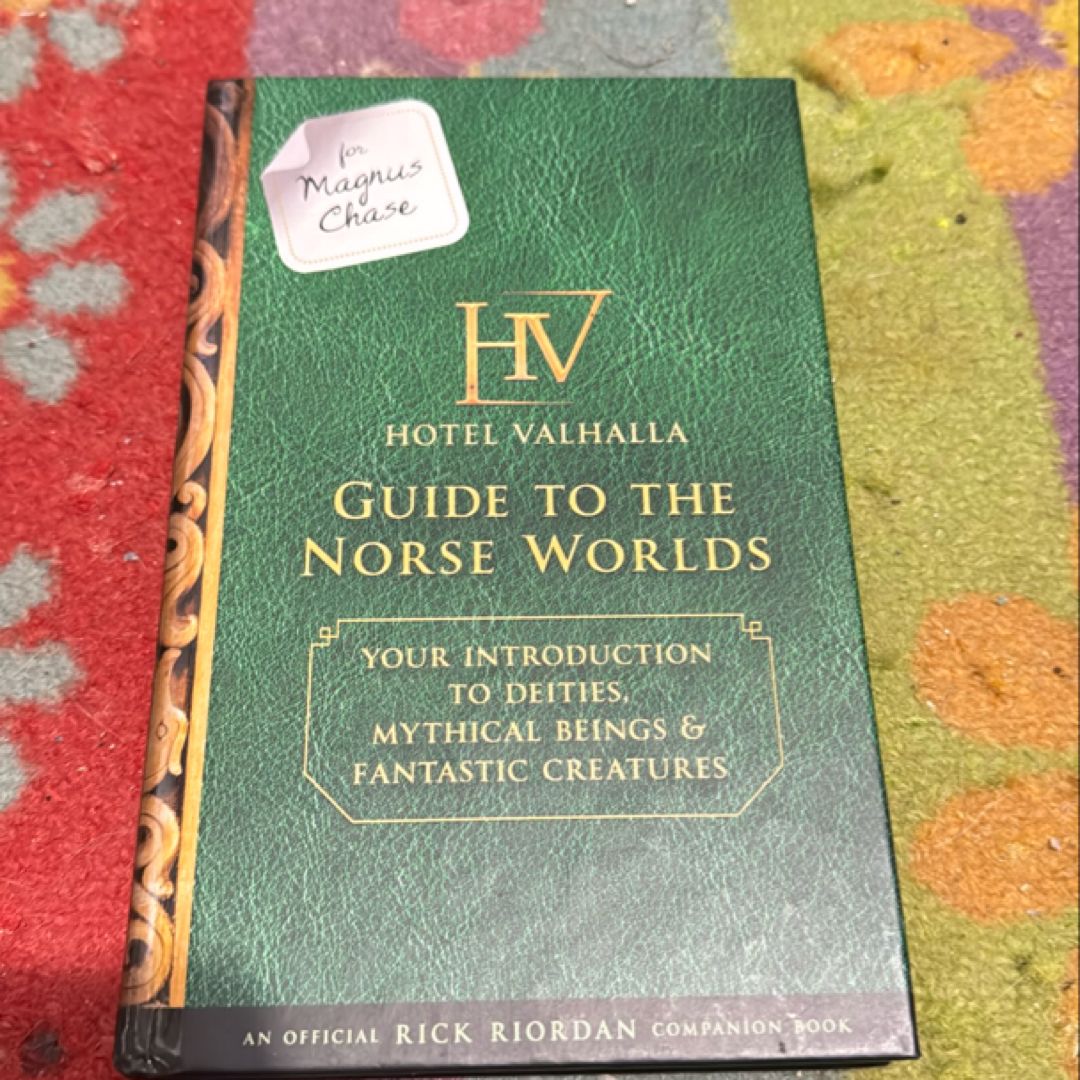 for
Magnus
Chase
HV
HOTEL VALHALLA
GUIDE TO THE
NORSE WORLDS
YOUR INTRODUCTION
TO DEITIES,
MYTHICAL BEINGS &
FANTASTIC CREATURES
AN OFFICIAL RICK RIORDAN COMPANION BOOK